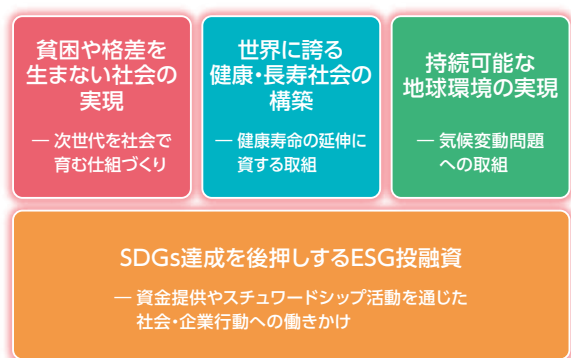 貧困や格差を
生まない社会の
実現
― 次世代を社会で
育む仕組づくり
世界に誇る
健康・長寿社会の
構築
― 健康寿命の延伸に
資する取組
持続可能な
地球環境の実現
― 気候変動問題
への取組
SDGs達成を後押しするESG投融資
― 資金提供やスチュワードシップ活動を通じた
社会・企業行動への働きかけ